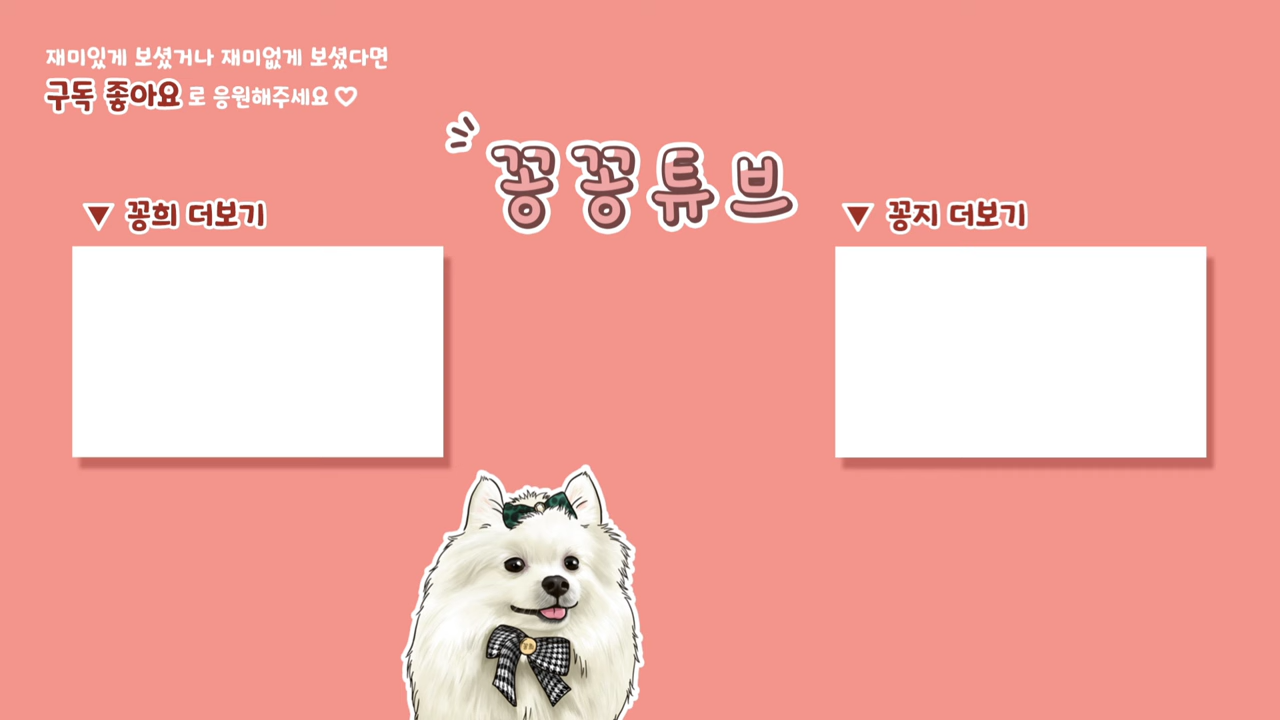 재미있게 보셨거나 재미없게 보셨다면
구독 좋아요로 응원해주세요 ♡
꽁꽁튜브
▼ 꽁희 더보기
▼ 꽁지 더보기